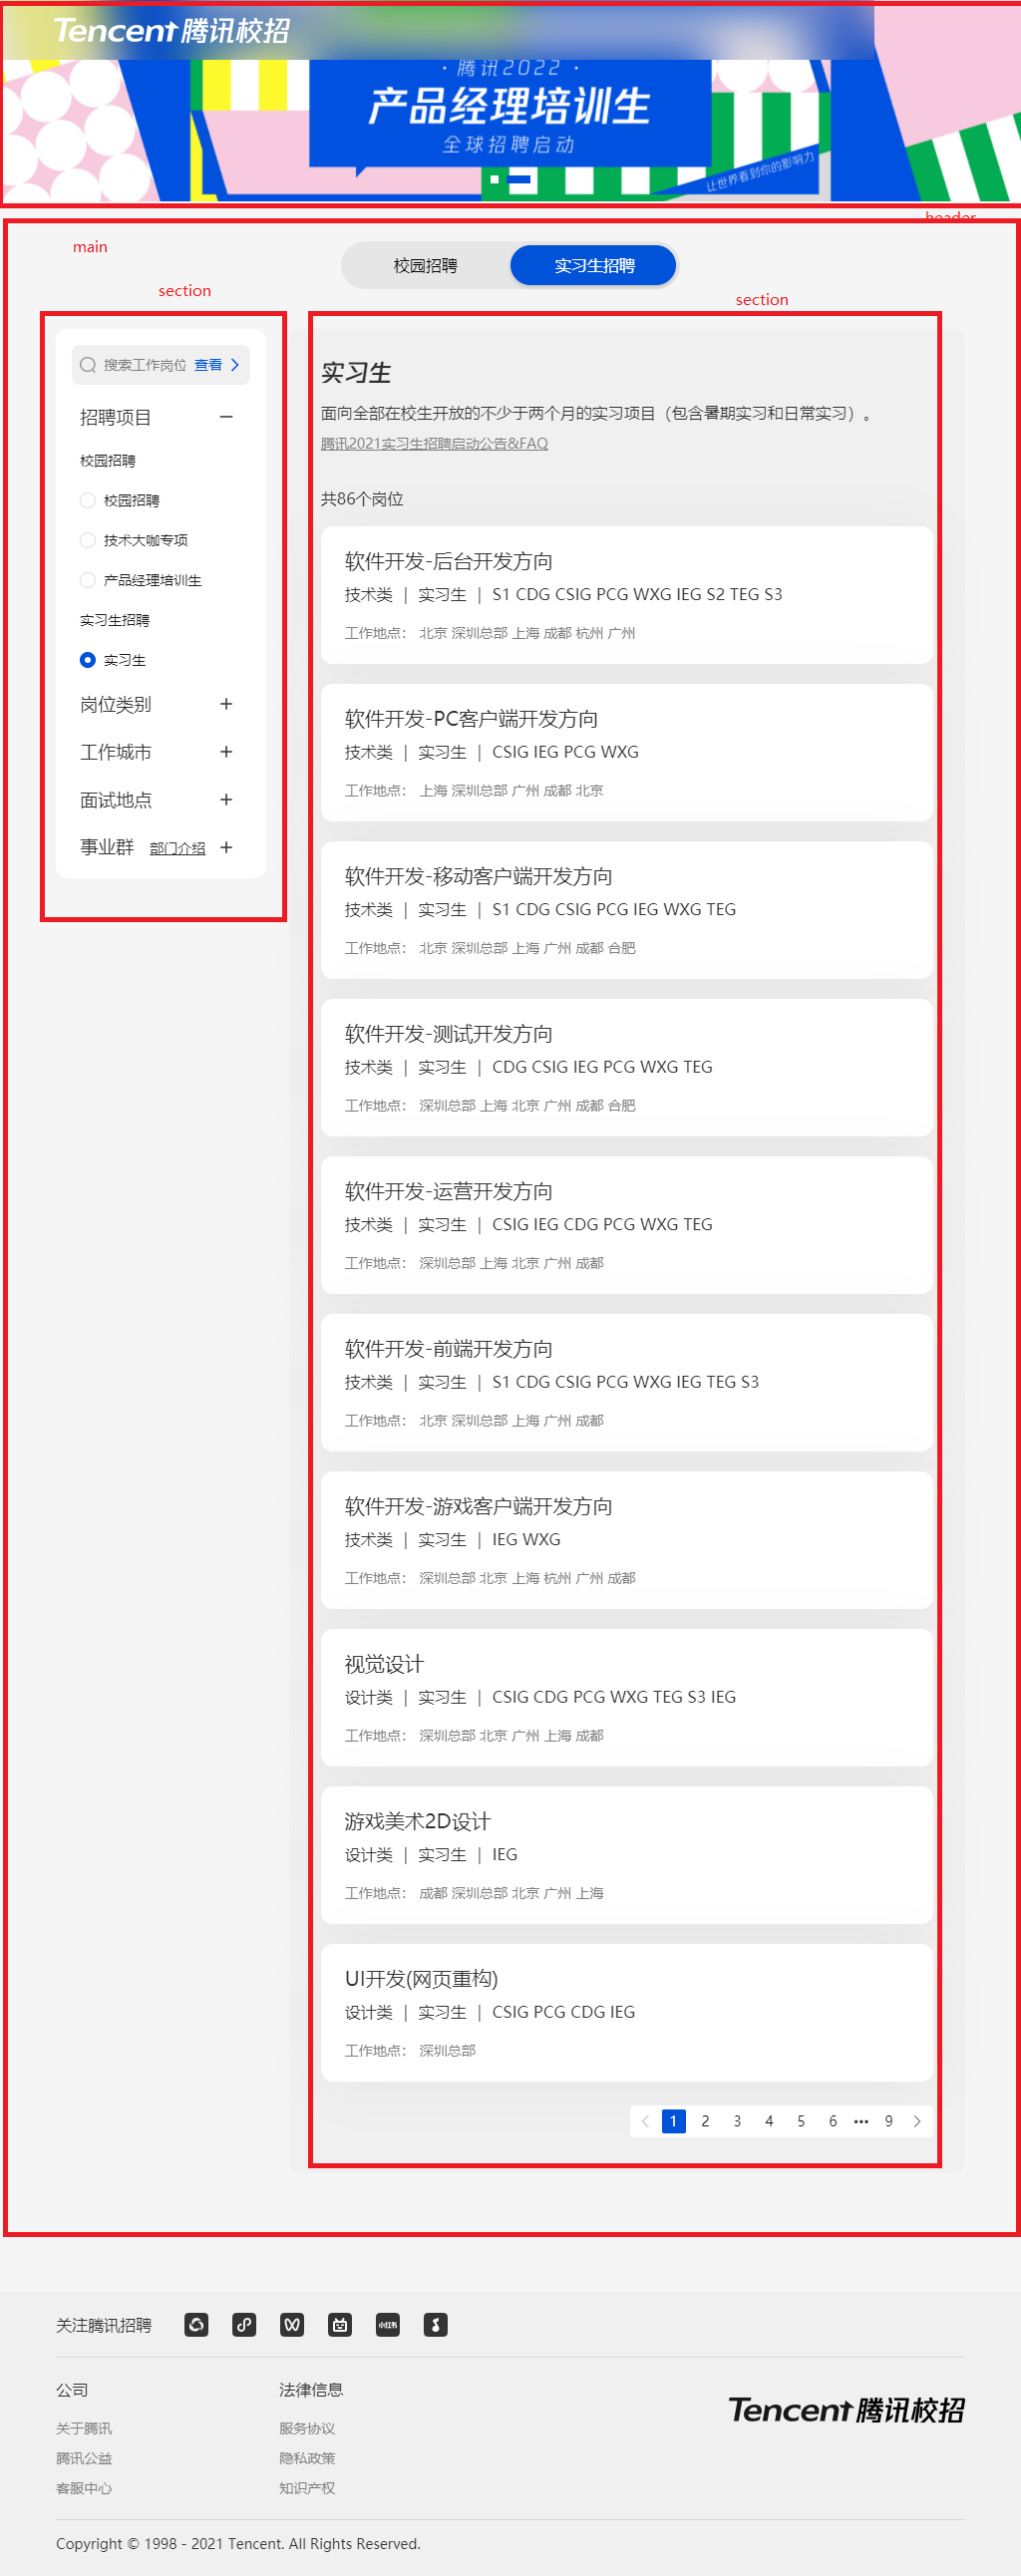 Tencent 腾讯校招
· 腾讯2022 ·
产品经理培训生
全球招聘启动
让世界看到你的影响力
header
main
校园招聘
实习生招聘
section
section
搜索工作岗位 查看
招聘项目
校园招聘
校园招聘
技术大咖专项
产品经理培训生
实习生招聘
实习生
岗位类别
工作城市
面试地点
事业群 部门介绍
实习生
面向全部在校生开放的不少于两个月的实习项目（包含暑期实习和日常实习）。
腾讯2021实习生招聘启动公告&FAQ
共86个岗位
软件开发-后台开发方向
技术类 | 实习生 | S1 CDG CSIG PCG WXG IEG S2 TEG S3
工作地点： 北京 深圳总部 上海 成都 杭州 广州
软件开发-PC客户端开发方向
技术类 | 实习生 | CSIG IEG PCG WXG
工作地点： 上海 深圳总部 广州 成都 北京
软件开发-移动客户端开发方向
技术类 | 实习生 | S1 CDG CSIG PCG IEG WXG TEG
工作地点： 北京 深圳总部 上海 广州 成都 合肥
软件开发-测试开发方向
技术类 | 实习生 | CDG CSIG IEG PCG WXG TEG
工作地点： 深圳总部 上海 北京 广州 成都 合肥
软件开发-运营开发方向
技术类 | 实习生 | CSIG IEG CDG PCG WXG TEG
工作地点： 深圳总部 上海 北京 广州 成都
软件开发-前端开发方向
技术类 | 实习生 | S1 CDG CSIG PCG WXG IEG TEG S3
工作地点： 北京 深圳总部 上海 广州 成都
软件开发-游戏客户端开发方向
技术类 | 实习生 | IEG WXG
工作地点： 深圳总部 北京 上海 杭州 广州 成都
视觉设计
设计类 | 实习生 | CSIG CDG PCG WXG TEG S3 IEG
工作地点： 深圳总部 北京 广州 上海 成都
游戏美术2D设计
设计类 | 实习生 | IEG
工作地点： 成都 深圳总部 北京 广州 上海
UI开发(网页重构)
设计类 | 实习生 | CSIG PCG CDG IEG
工作地点： 深圳总部
1 2 3 4 5 6 ••• 9
关注腾讯招聘
小红书
公司
关于腾讯
腾讯公益
客服中心
法律信息
服务协议
隐私政策
知识产权
Tencent 腾讯校招
Copyright © 1998 - 2021 Tencent. All Rights Reserved.